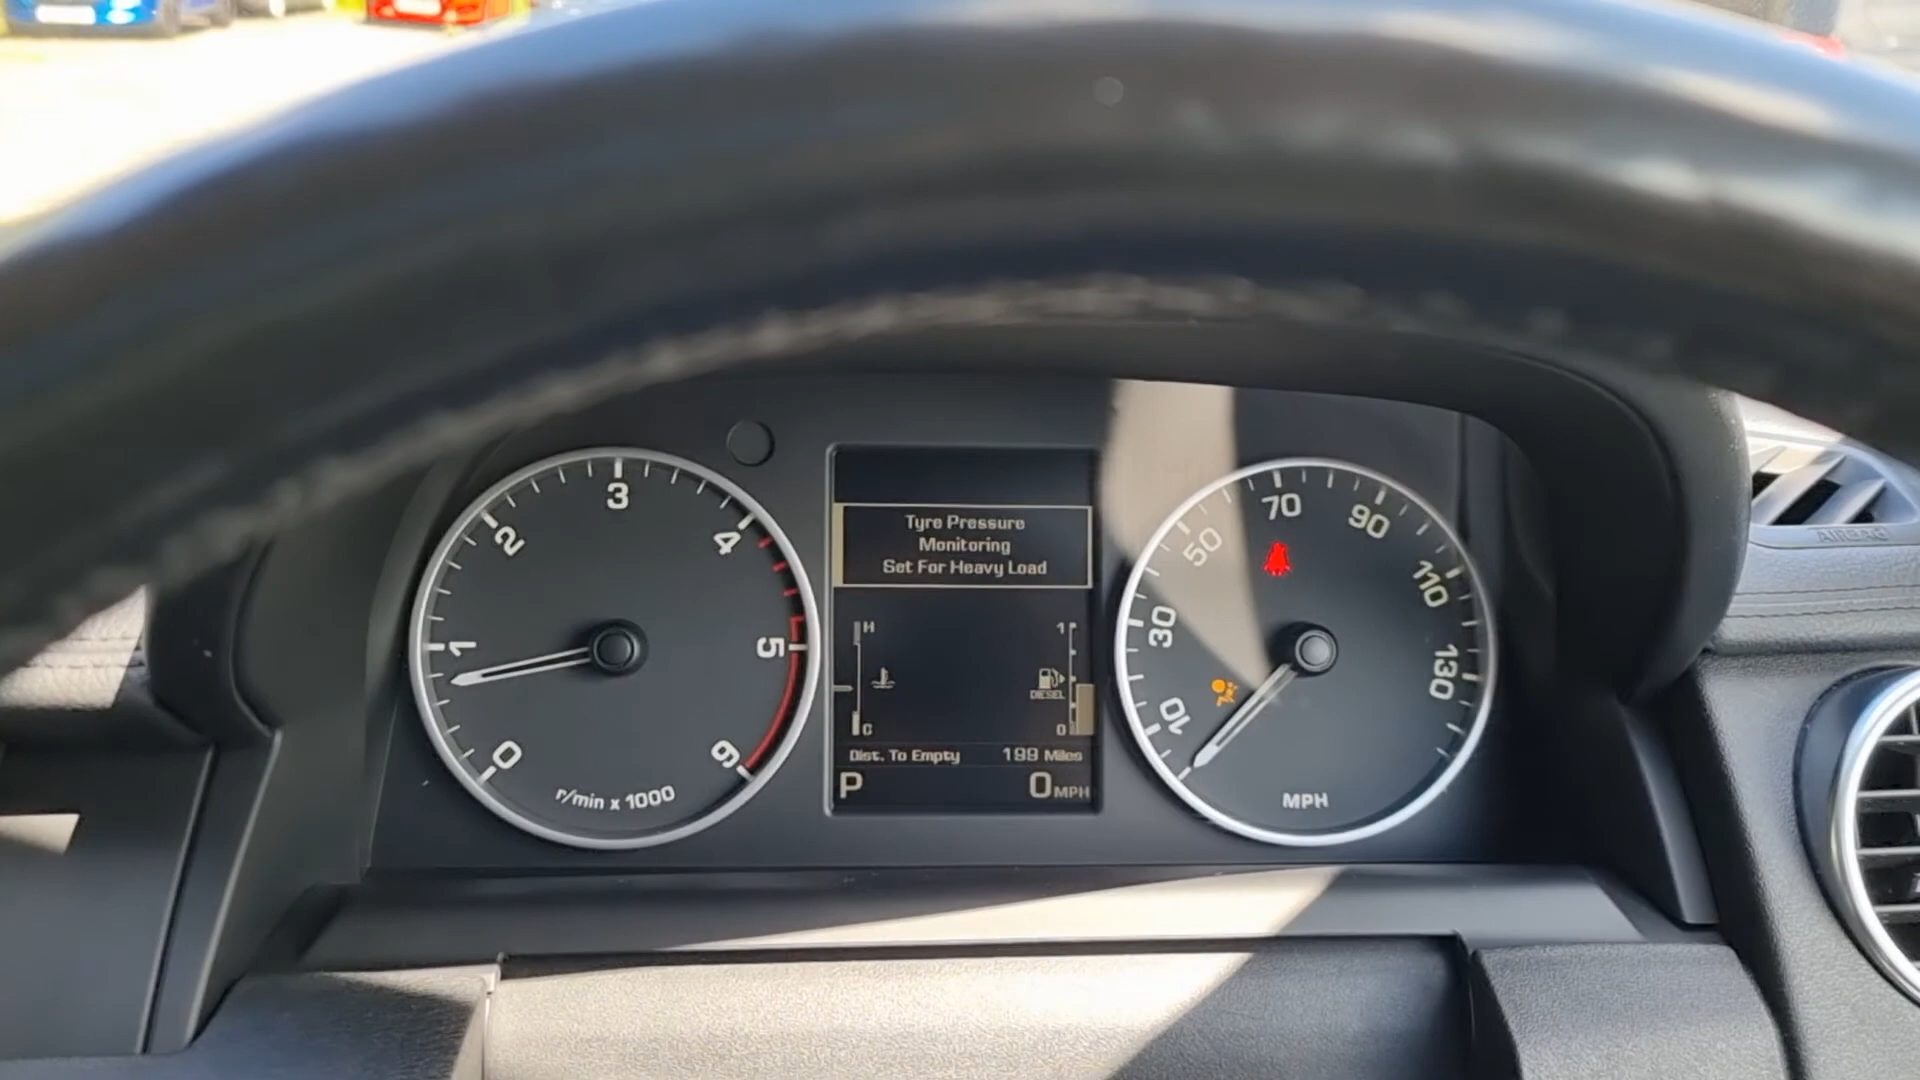 0
1
2
3
4
5
6
r/min x 1000
Tyre Pressure
Monitoring
Set For Heavy Load
H
C
1
DIESEL
0
Dist. To Empty 199 Miles
P 0 MPH
10
30
50
70
90
110
130
MPH
AIRBAG